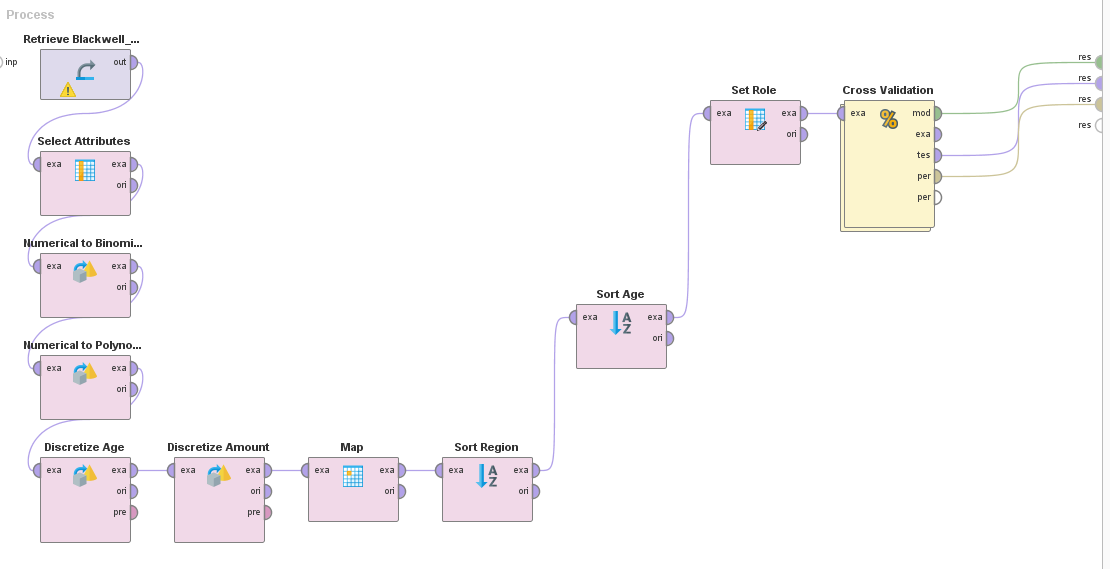 Process
inp
Retrieve Blackwell_...
out
Select Attributes
exa exa
ori
Numerical to Binomi...
exa exa
ori
Numerical to Polyno...
exa exa
ori
Discretize Age
exa exa
ori
pre
Discretize Amount
exa exa
ori
pre
Map
exa exa
ori
Sort Region
exa exa
ori
A
Z
Sort Age
exa exa
ori
A
Z
Set Role
exa exa
ori
Cross Validation
exa mod
%
exa
tes
per
per
res
res
res
res